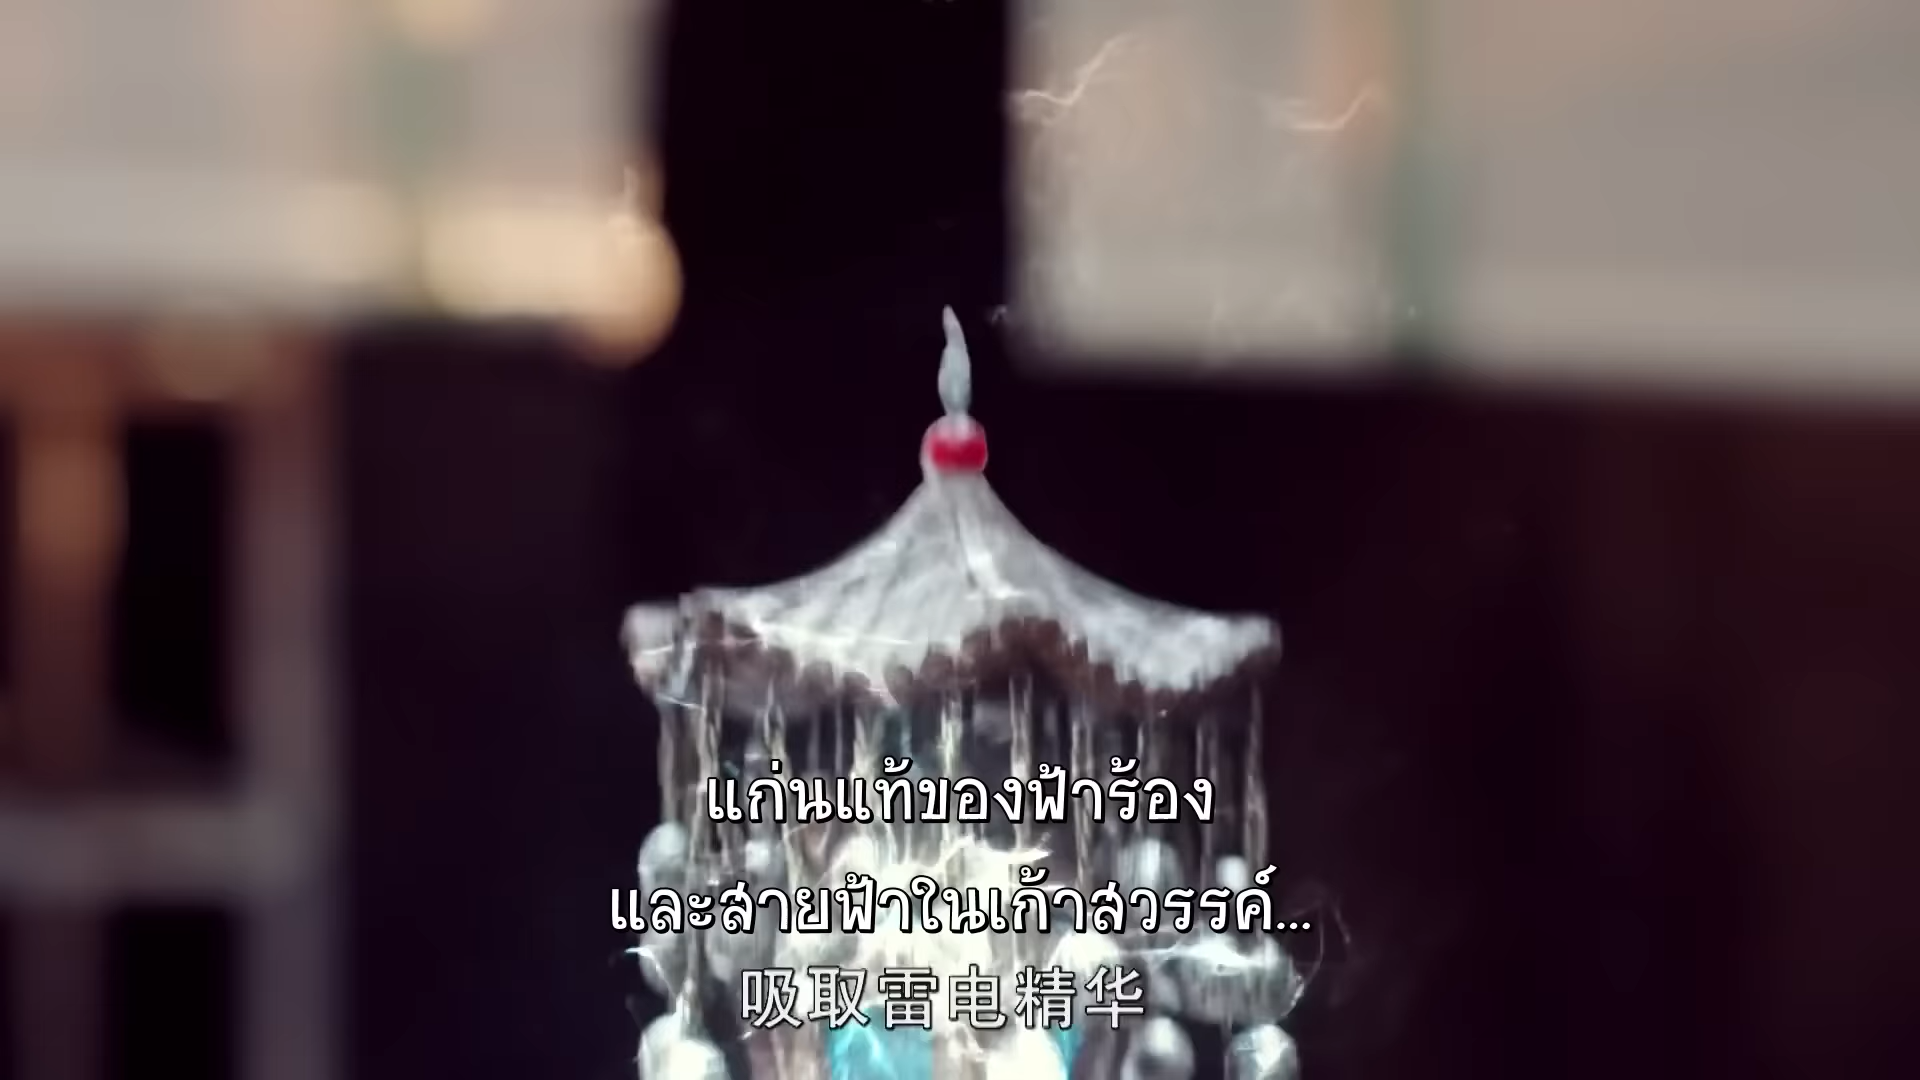 แก่นแท้ของฟ้าร้อง
และสายฟ้าในเก้าสวรรค์...
吸取雷电精华